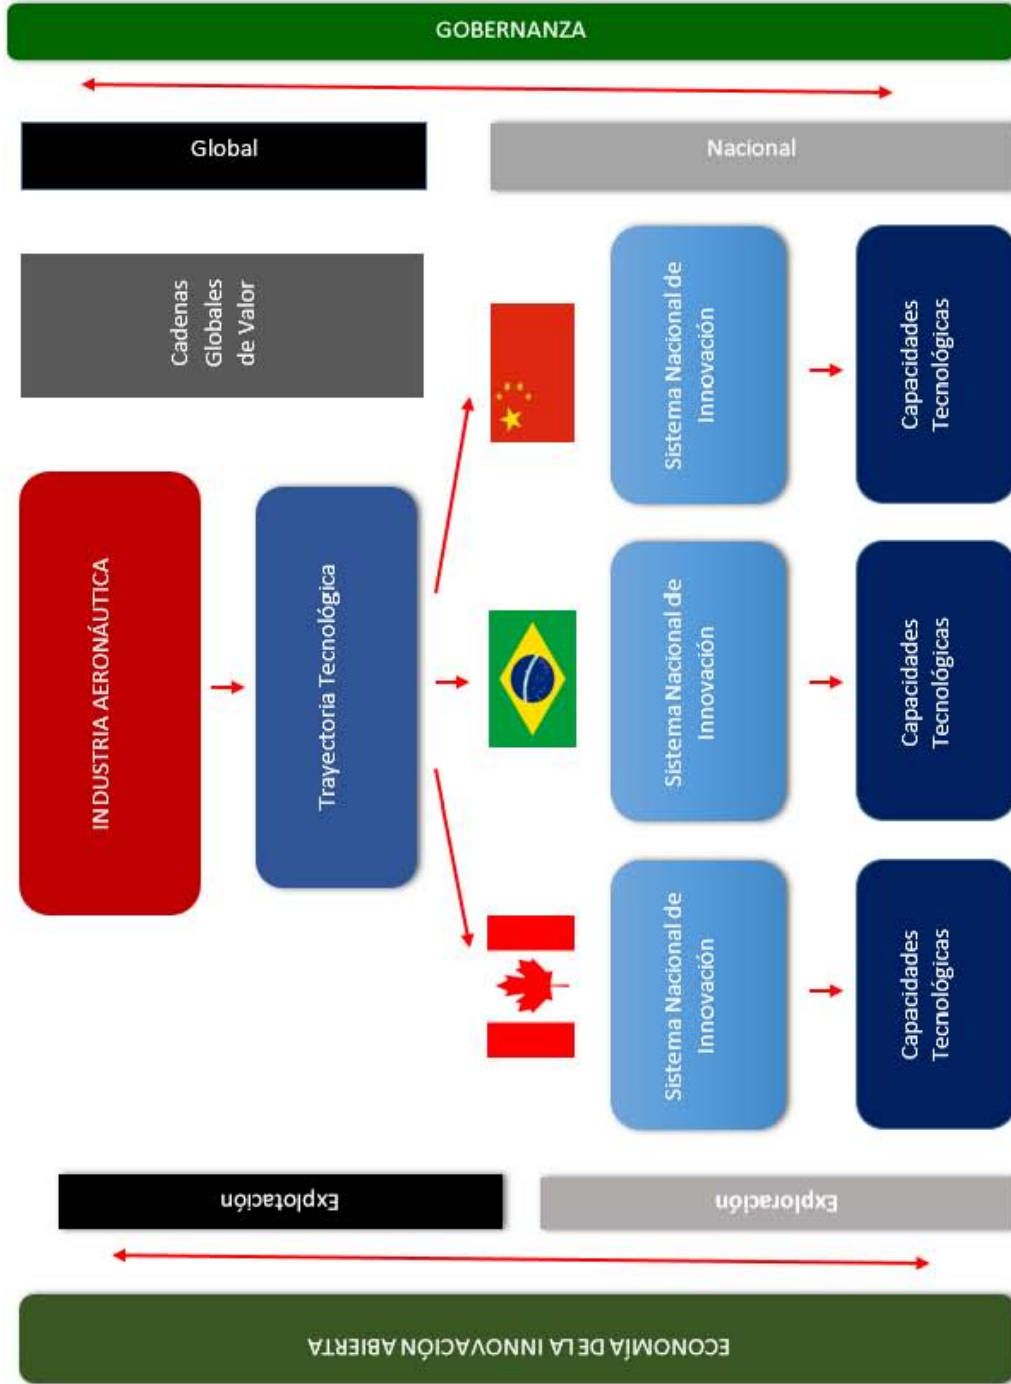 ECONOMÍA DE LA INNOVACIÓN ABIERTA
Explotación
Exploración
INDUSTRIA AERONÁUTICA
Trayectoria Tecnológica
Sistema Nacional de
Innovación
Sistema Nacional de
Innovación
Sistema Nacional de
Innovación
Capacidades
Tecnológicas
Capacidades
Tecnológicas
Capacidades
Tecnológicas
Cadenas
Globales
de Valor
Global
Nacional
GOBERNANZA